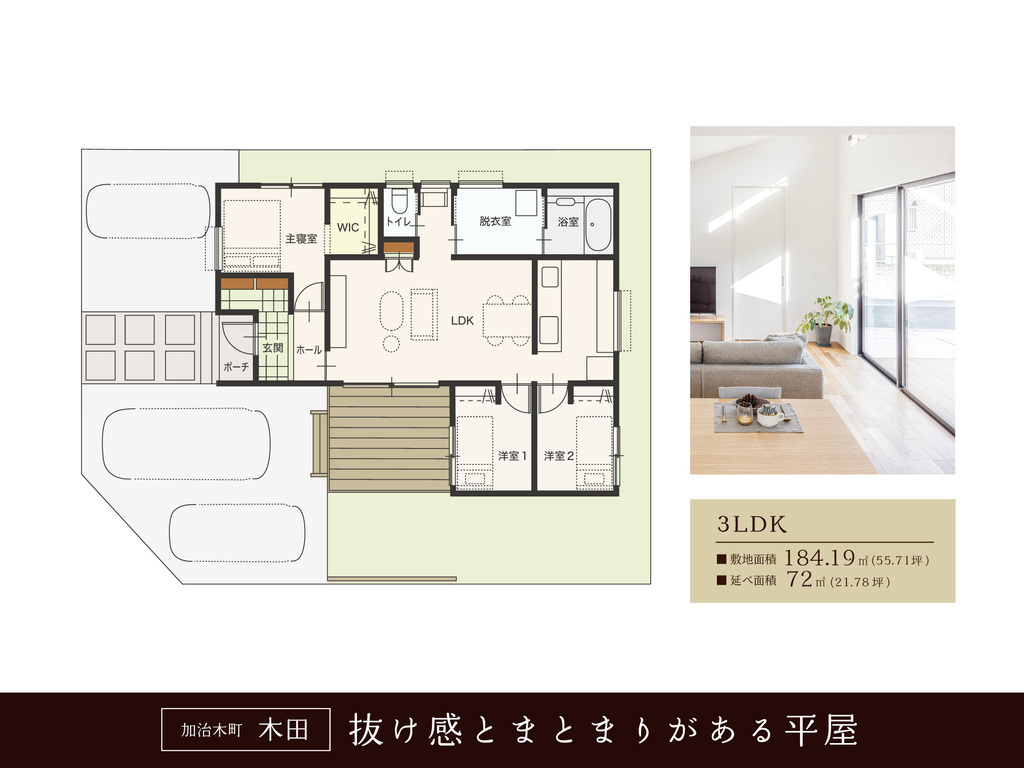 主寝室
WIC
トイレ
脱衣室
浴室
LDK
玄関
ホール
ポーチ
洋室1
洋室2
3LDK
■ 敷地面積 184.19㎡(55.71坪)
■ 延べ面積 72㎡(21.78坪)
加治木町 木田 抜け感とまとまりがある平屋